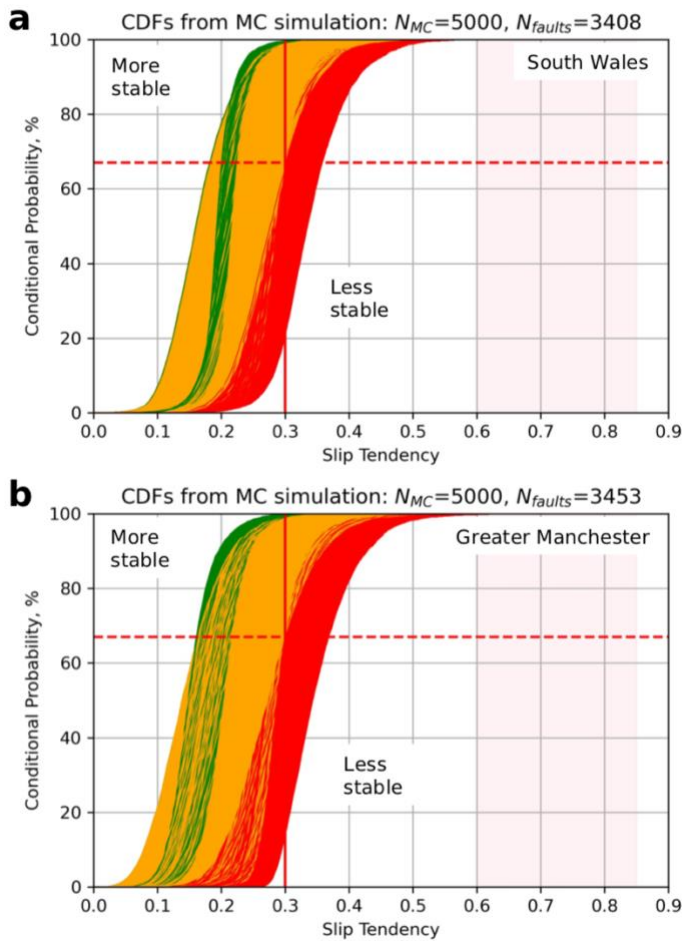 a
CDFs from MC simulation: N_MC=5000, N_faults=3408
100
80
60
40
20
0
Conditional Probability, %
More
stable
South Wales
Less
stable
0.0 0.1 0.2 0.3 0.4 0.5 0.6 0.7 0.8 0.9
Slip Tendency
b
CDFs from MC simulation: N_MC=5000, N_faults=3453
100
80
60
40
20
0
Conditional Probability, %
More
stable
Greater Manchester
Less
stable
0.0 0.1 0.2 0.3 0.4 0.5 0.6 0.7 0.8 0.9
Slip Tendency